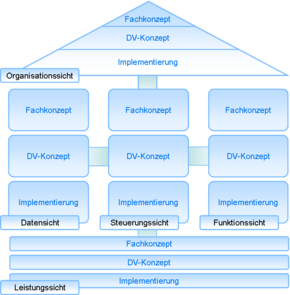 Fachkonzept
DV-Konzept
Implementierung
Organisationssicht
Fachkonzept Fachkonzept Fachkonzept
DV-Konzept DV-Konzept DV-Konzept
Implementierung Implementierung Implementierung
Datensicht Steuerungssicht Funktionssicht
Fachkonzept
DV-Konzept
Implementierung
Leistungssicht